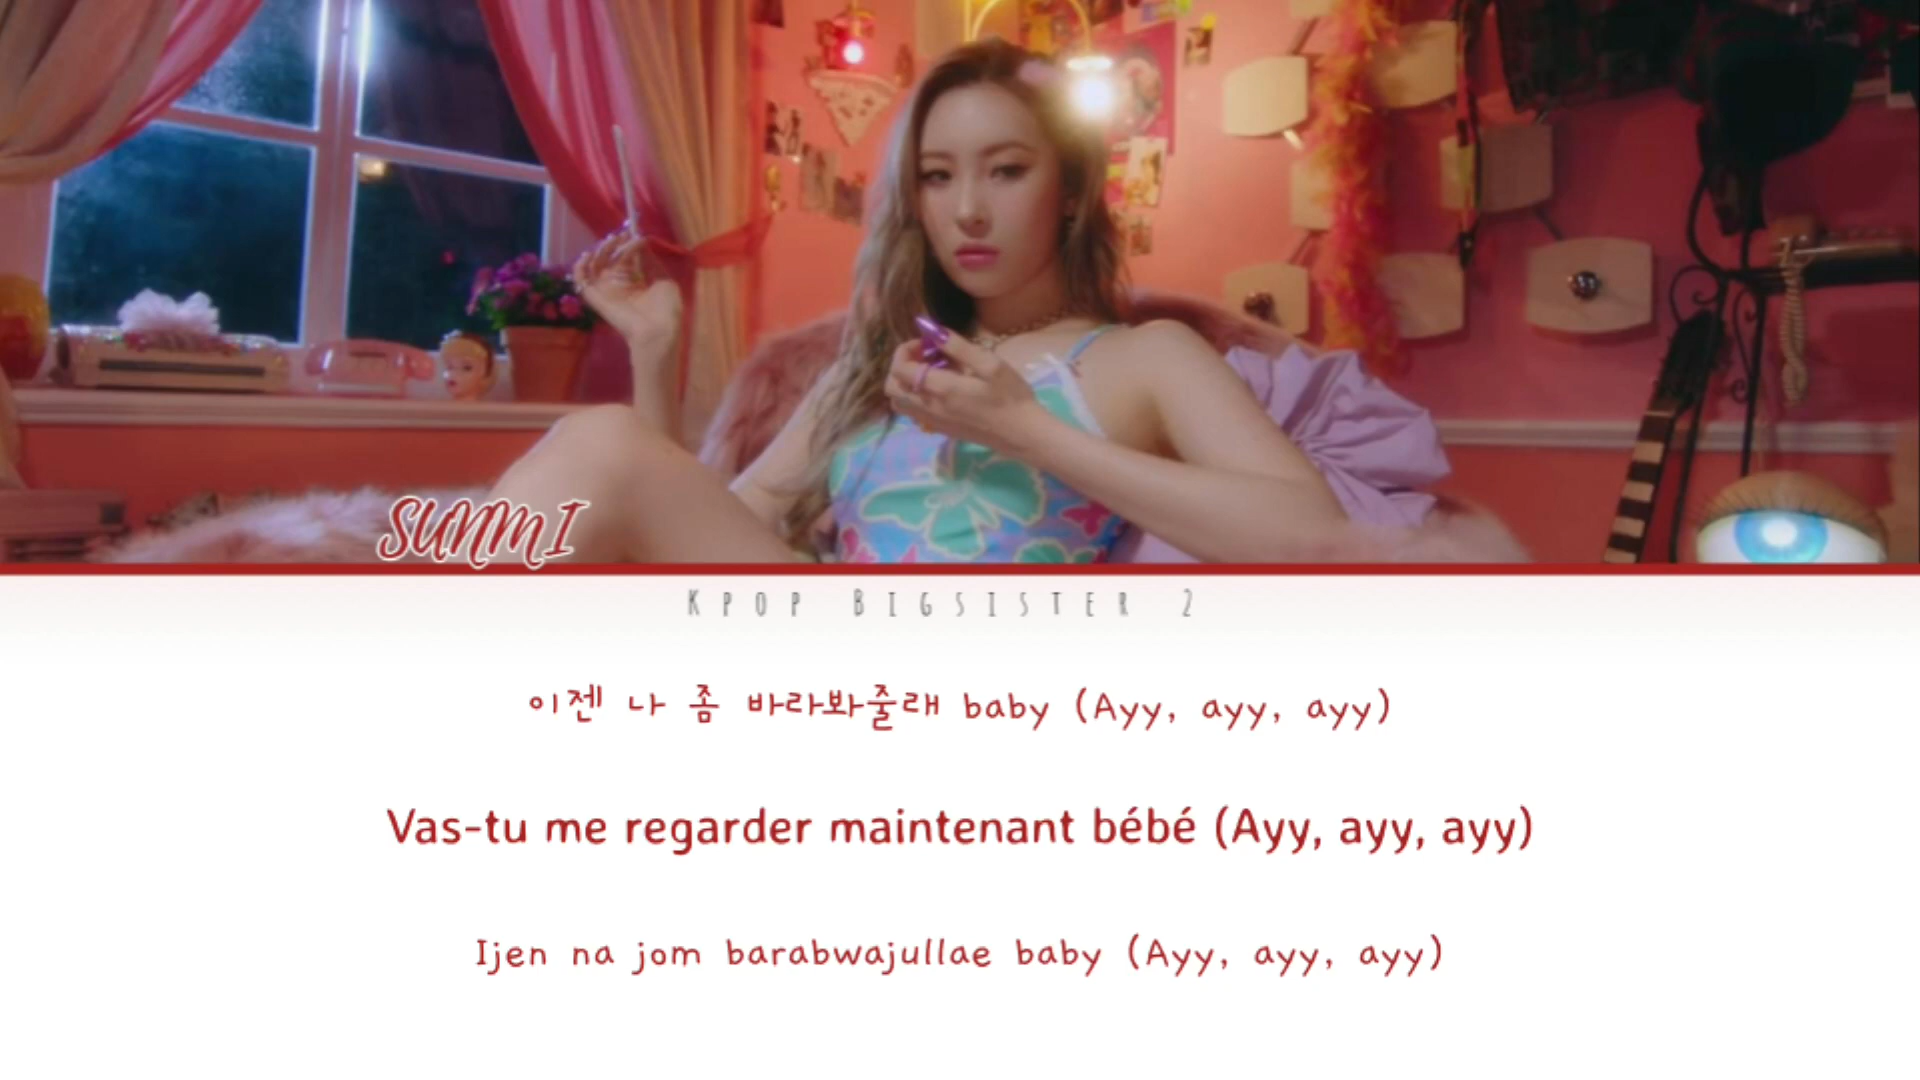 SUNMI
KPOP BIGSISTER 2
이젠 나 좀 바라봐줄래 baby (Ayy, ayy, ayy)
Vas-tu me regarder maintenant bébé (Ayy, ayy, ayy)
Ijen na jom barabwajullae baby (Ayy, ayy, ayy)